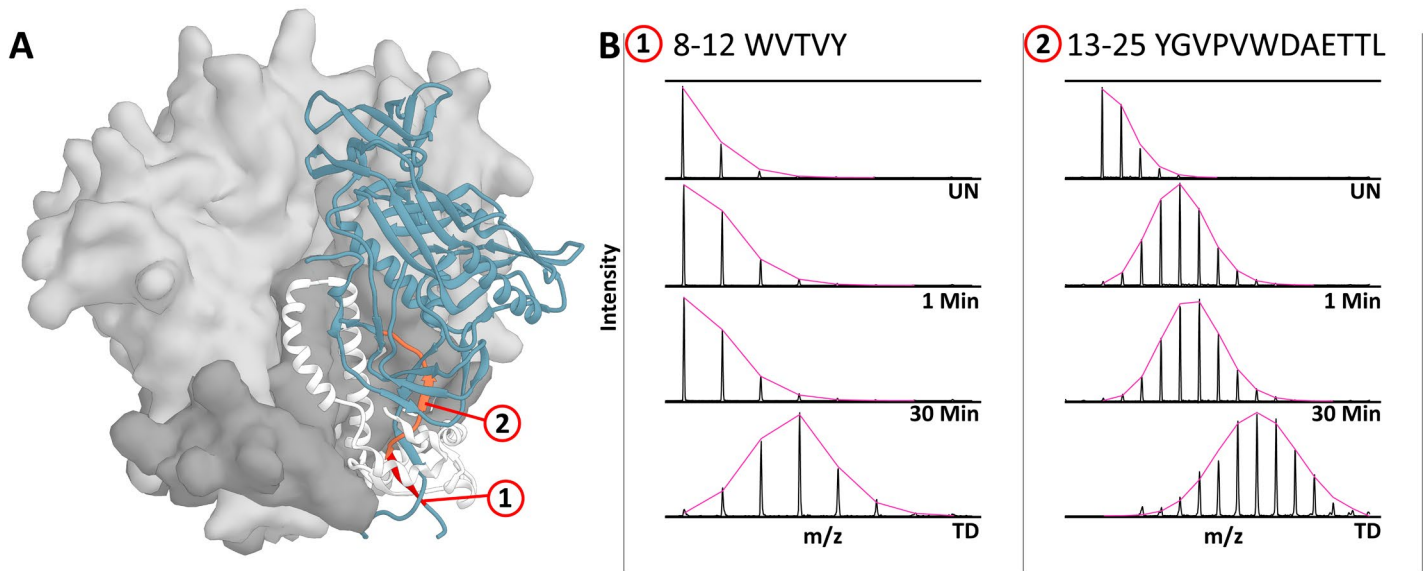 A
2
1
B
1 8-12 WVTVY
Intensity
UN
1 Min
30 Min
TD
m/z
2 13-25 YGVPVWDAETTL
UN
1 Min
30 Min
TD
m/z